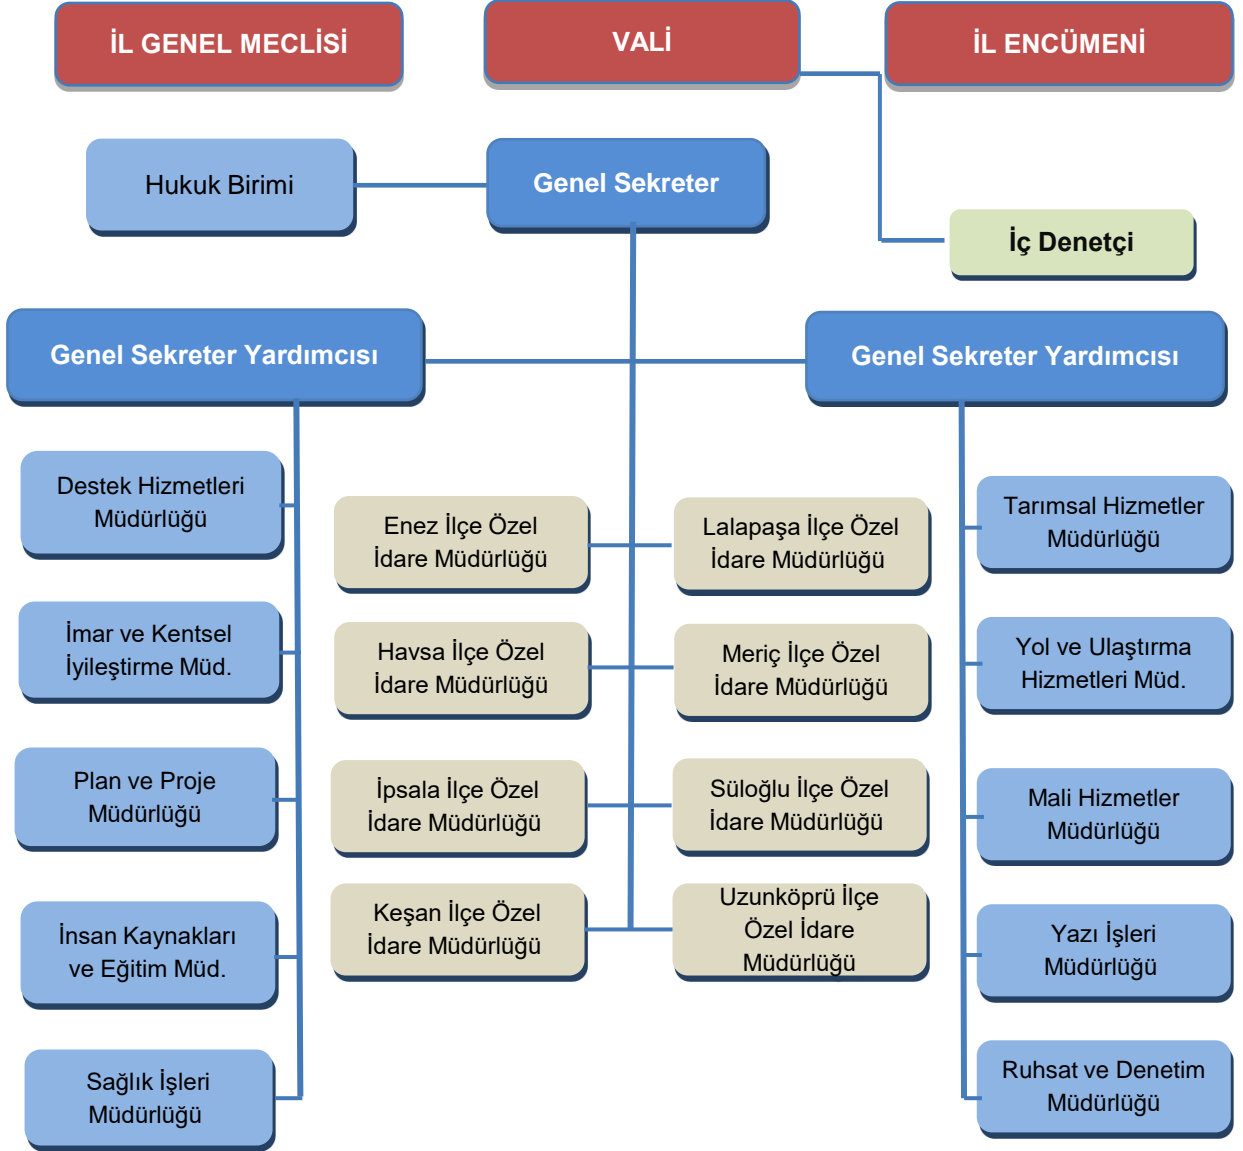 İL GENEL MECLİSİ
VALİ
İL ENCÜMENİ
Hukuk Birimi
Genel Sekreter
İç Denetçi
Genel Sekreter Yardımcısı
Genel Sekreter Yardımcısı
Destek Hizmetleri
Müdürlüğü
İmar ve Kentsel
İyileştirme Müd.
Plan ve Proje
Müdürlüğü
İnsan Kaynakları
ve Eğitim Müd.
Sağlık İşleri
Müdürlüğü
Enez İlçe Özel
İdare Müdürlüğü
Havsa İlçe Özel
İdare Müdürlüğü
İpsala İlçe Özel
İdare Müdürlüğü
Keşan İlçe Özel
İdare Müdürlüğü
Lalapaşa İlçe Özel
İdare Müdürlüğü
Meriç İlçe Özel
İdare Müdürlüğü
Süloğlu İlçe Özel
İdare Müdürlüğü
Uzunköprü İlçe
Özel İdare
Müdürlüğü
Tarımsal Hizmetler
Müdürlüğü
Yol ve Ulaştırma
Hizmetleri Müd.
Mali Hizmetler
Müdürlüğü
Yazı İşleri
Müdürlüğü
Ruhsat ve Denetim
Müdürlüğü